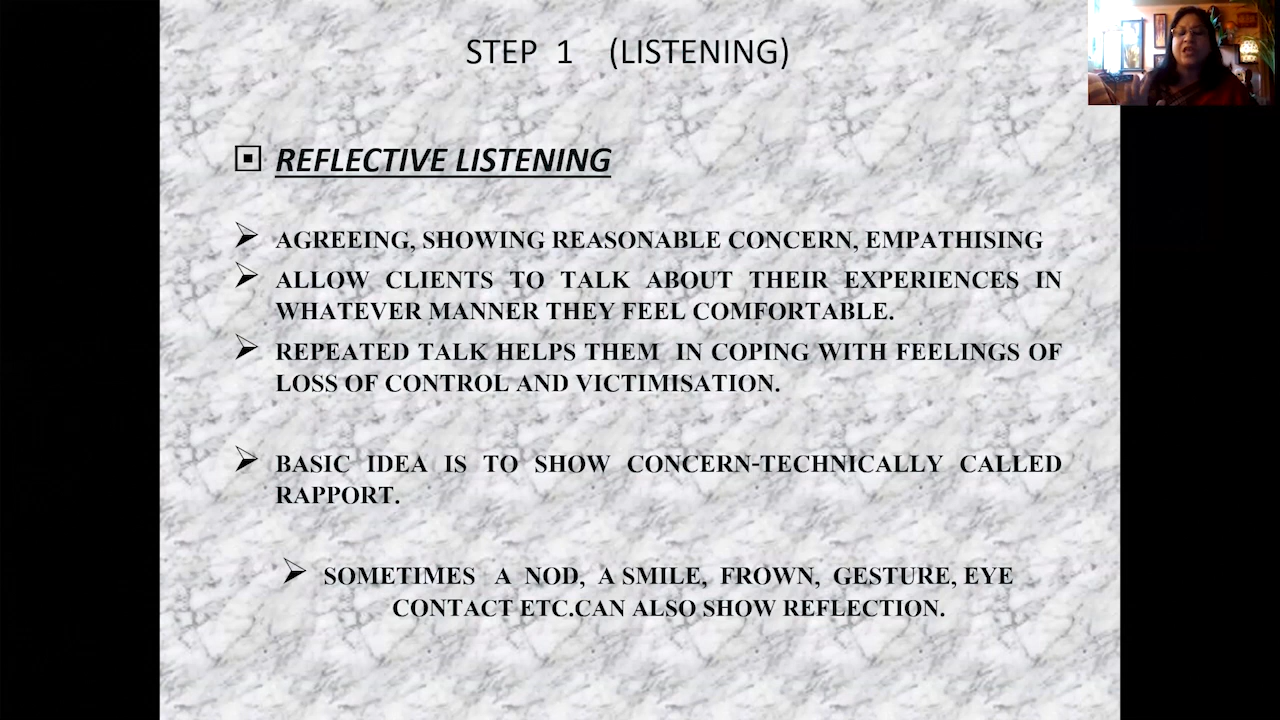 STEP 1 (LISTENING)
REFLECTIVE LISTENING
AGREEING, SHOWING REASONABLE CONCERN, EMPATHISING
ALLOW CLIENTS TO TALK ABOUT THEIR EXPERIENCES IN
WHATEVER MANNER THEY FEEL COMFORTABLE.
REPEATED TALK HELPS THEM IN COPING WITH FEELINGS OF
LOSS OF CONTROL AND VICTIMISATION.
BASIC IDEA IS TO SHOW CONCERN-TECHNICALLY CALLED
RAPPORT.
SOMETIMES A NOD, A SMILE, FROWN, GESTURE, EYE
CONTACT ETC.CAN ALSO SHOW REFLECTION.